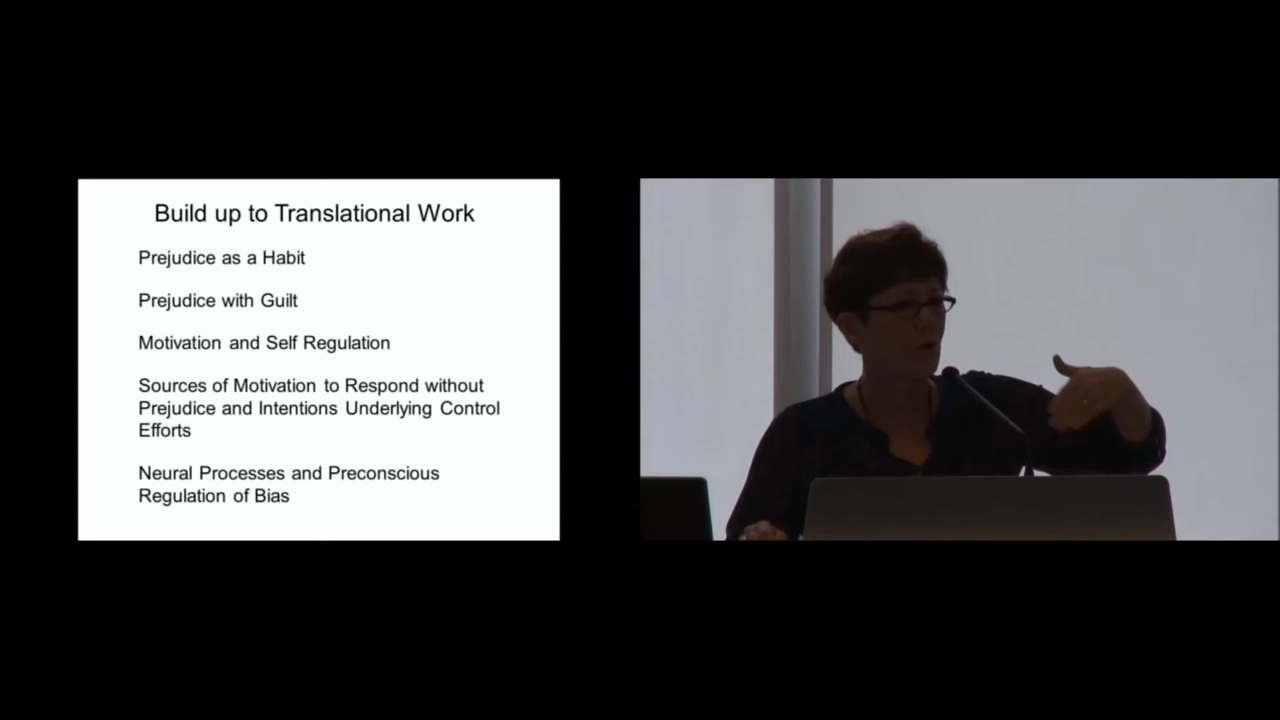 Build up to Translational Work
Prejudice as a Habit
Prejudice with Guilt
Motivation and Self Regulation
Sources of Motivation to Respond without
Prejudice and Intentions Underlying Control
Efforts
Neural Processes and Preconscious
Regulation of Bias